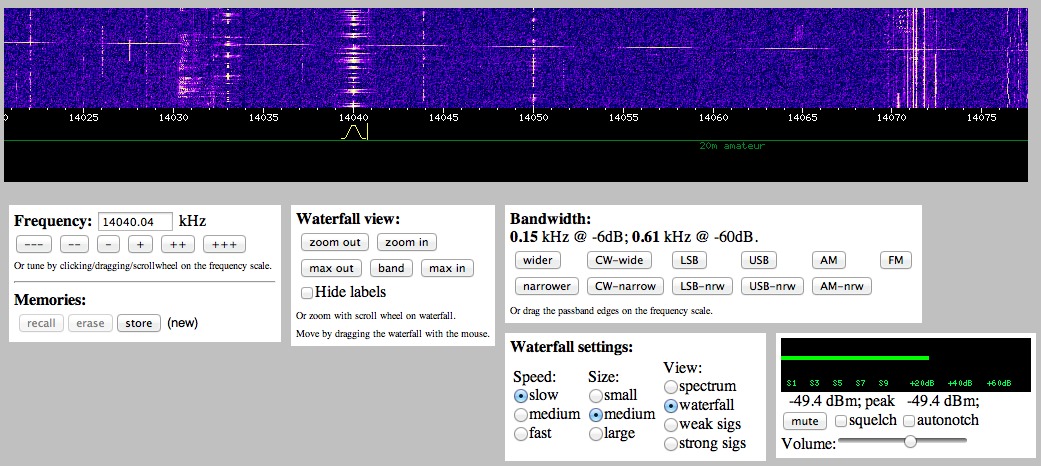 0 14025 14030 14035 14040 14045 14050 14055 14060 14065 14070 14075
20m amateur
Frequency: 14040.04 kHz
--- -- - + ++ +++
Or tune by clicking/dragging/scrollwheel on the frequency scale.
Memories:
recall erase store (new)
Waterfall view:
zoom out zoom in
max out band max in
Hide labels
Or zoom with scroll wheel on waterfall.
Move by dragging the waterfall with the mouse.
Bandwidth:
0.15 kHz @ -6dB; 0.61 kHz @ -60dB.
wider CW-wide LSB USB AM FM
narrower CW-narrow LSB-nrw USB-nrw AM-nrw
Or drag the passband edges on the frequency scale.
Waterfall settings:
Speed:
slow
medium
fast
Size:
small
medium
large
View:
spectrum
waterfall
weak sigs
strong sigs
S1 S3 S5 S7 S9 +20dB +40dB +60dB
-49.4 dBm; peak -49.4 dBm;
mute squelch autonotch
Volume: